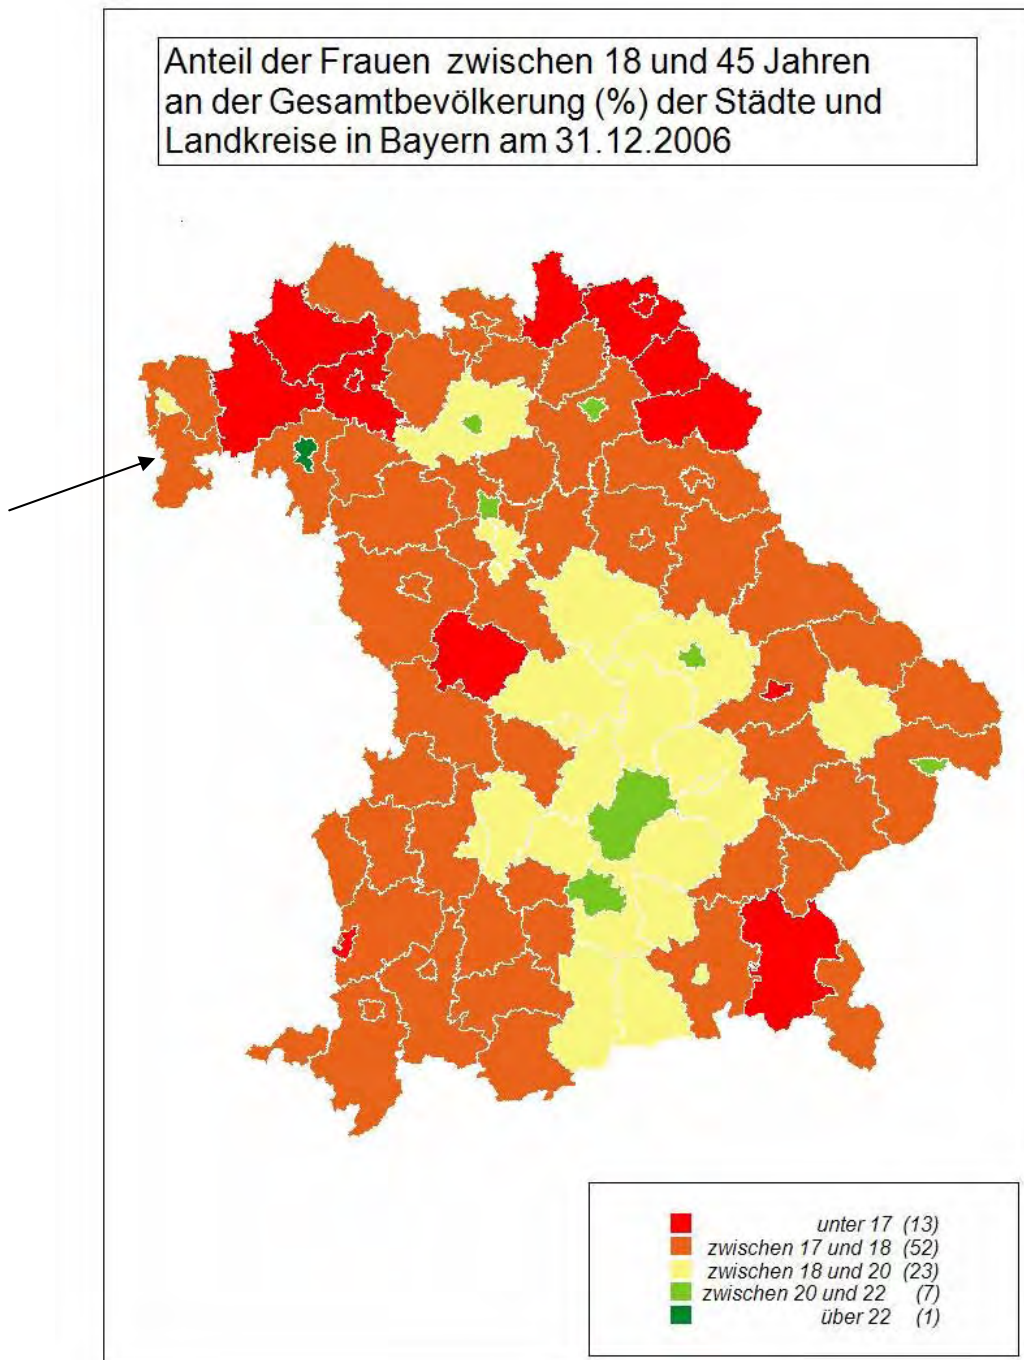 Anteil der Frauen zwischen 18 und 45 Jahren
an der Gesamtbevölkerung (%) der Städte und
Landkreise in Bayern am 31.12.2006
unter 17 (13)
zwischen 17 und 18 (52)
zwischen 18 und 20 (23)
zwischen 20 und 22 (7)
über 22 (1)